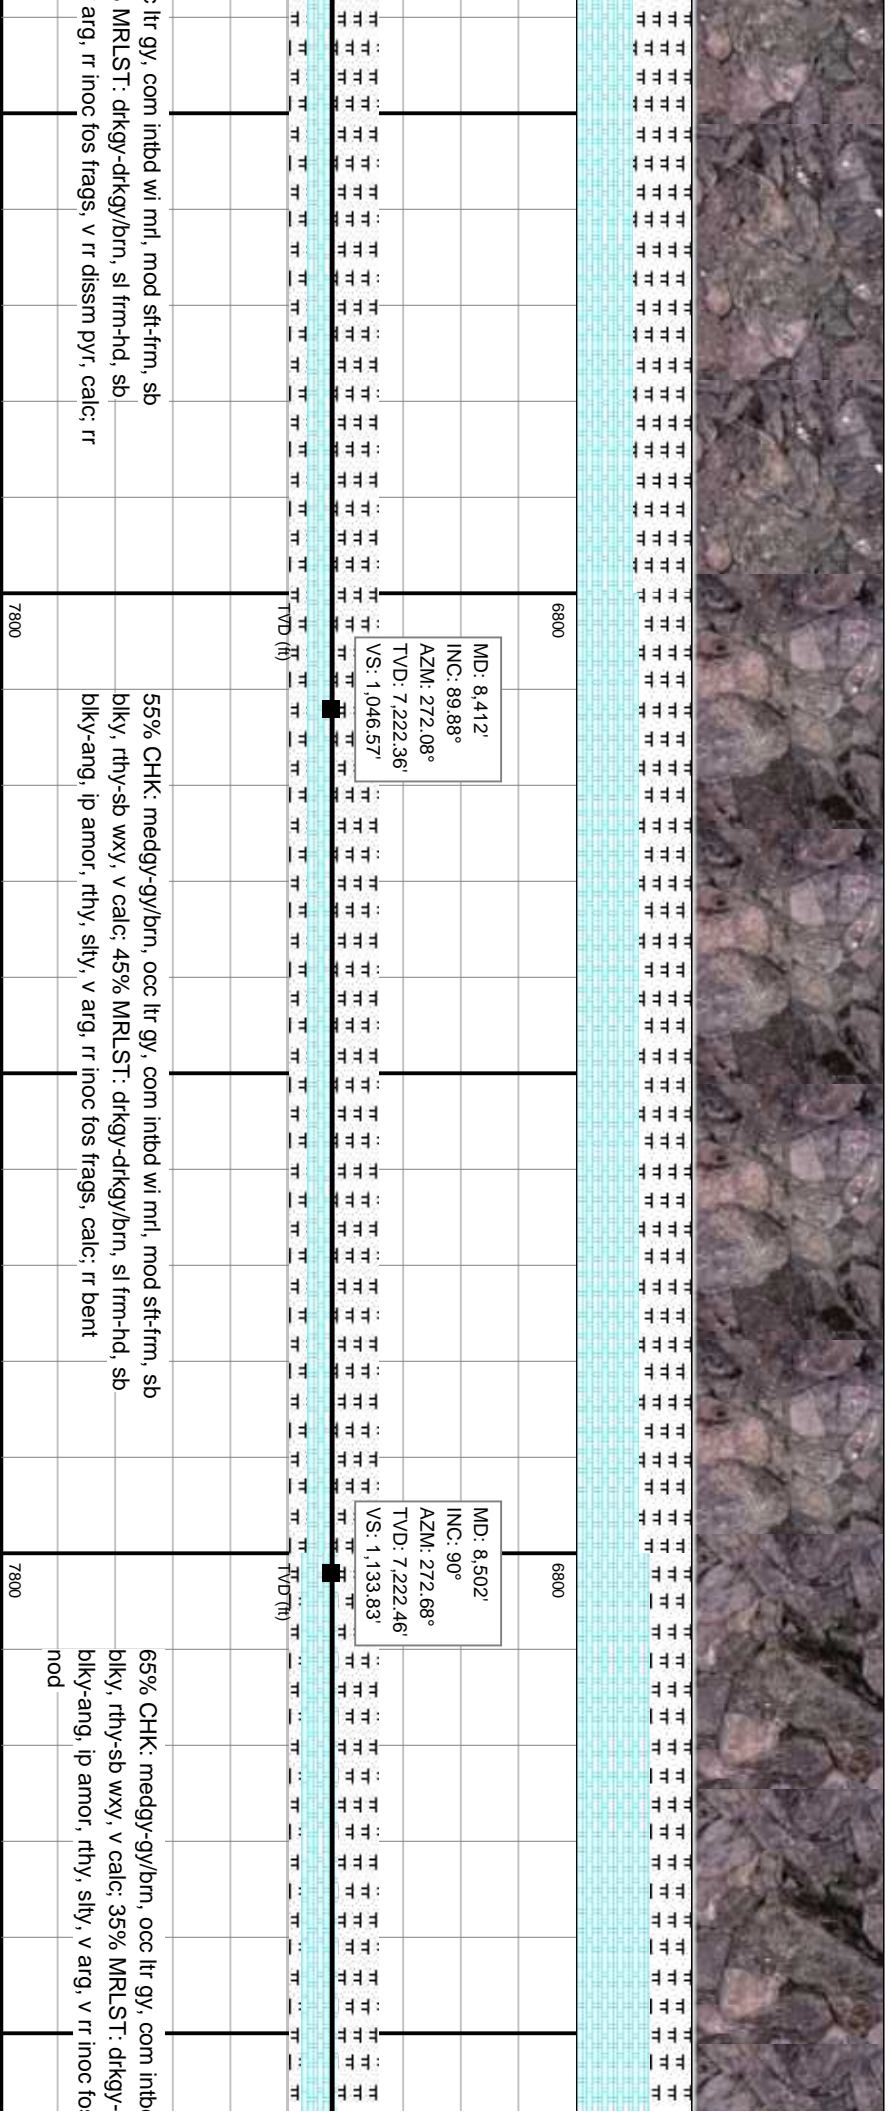 c ltr gy, com intbd wi mrl, mod sft-frm, sb
MRLST: drkgy-drkgy/brn, sl frm-hd, sb
arg, rr inoc fos frags, v rr dissm pyr, calc; rr
6800
TVD (ft)
7800
MD: 8,412'
INC: 89.88°
AZM: 272.08°
TVD: 7,222.36'
VS: 1,046.57'
55% CHK: medgy-gy/brn, occ ltr gy, com intbd wi mrl, mod sft-frm, sb
blky, rthy-sb wxy, v calc; 45% MRLST: drkgy-drkgy/brn, sl frm-hd, sb
blky-ang, ip amor, rthy, slty, v arg, rr inoc fos frags, calc; rr bent
6800
TVD (ft)
7800
MD: 8,502'
INC: 90°
AZM: 272.68°
TVD: 7,222.46'
VS: 1,133.83'
65% CHK: medgy-gy/brn, occ ltr gy, com intbd
blky, rthy-sb wxy, v calc; 35% MRLST: drkgy-
blky-ang, ip amor, rthy, slty, v arg, v rr inoc fos
nod